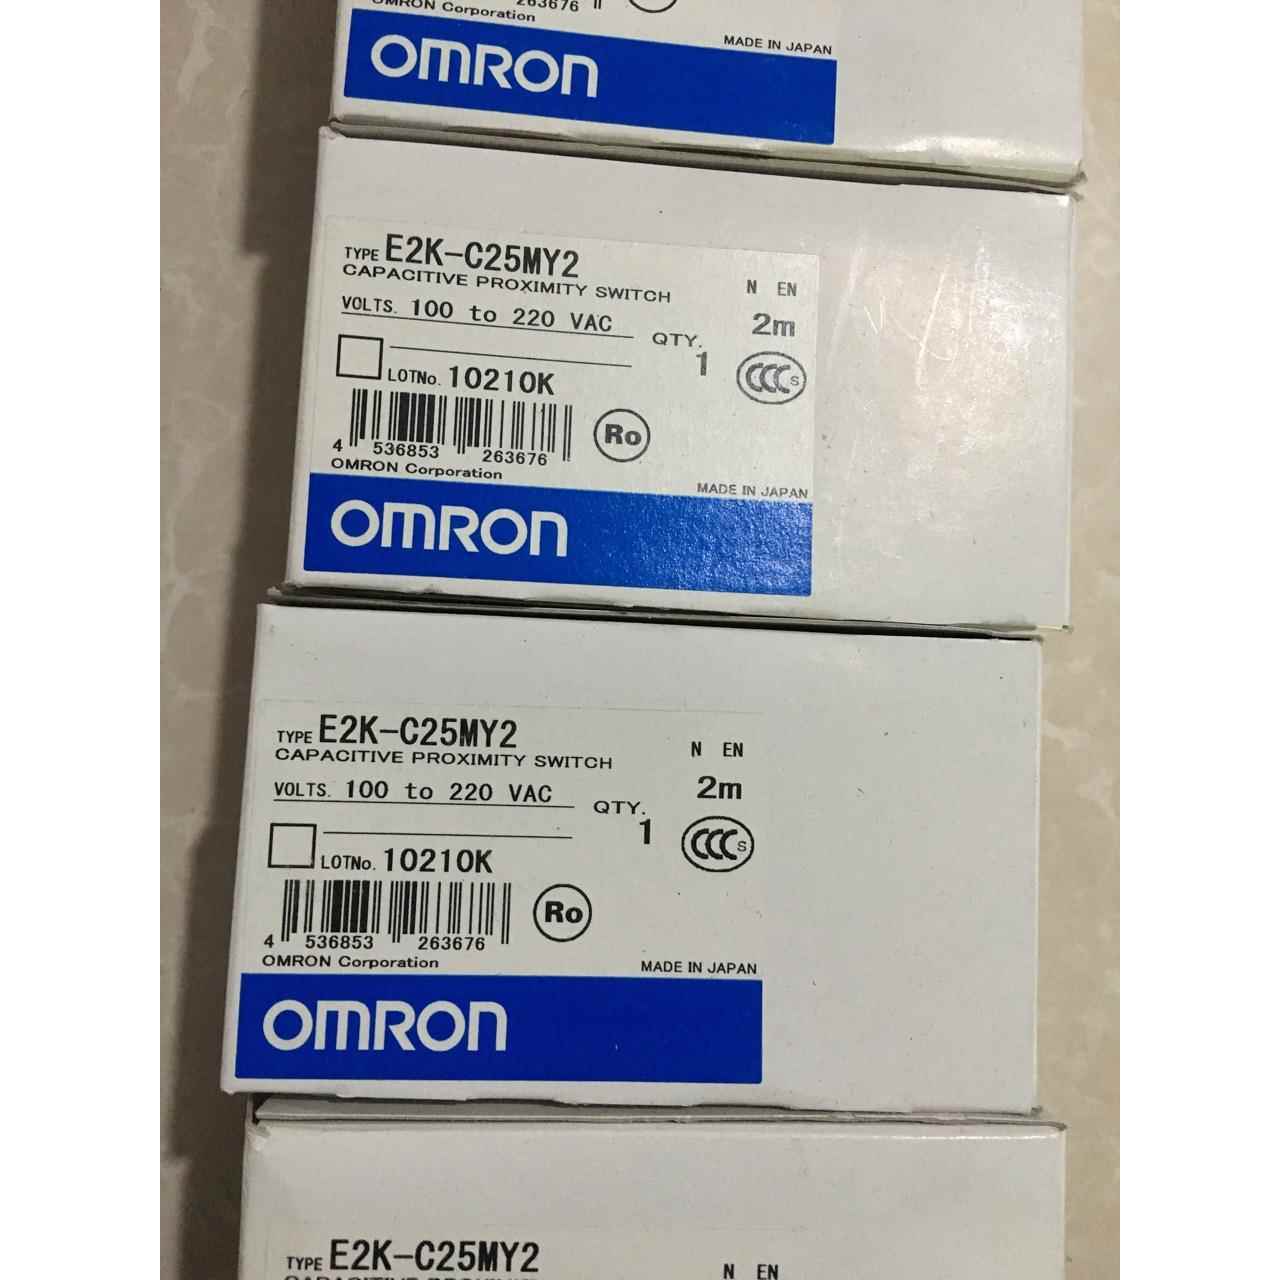 OMRON Corporation
263676
MADE IN JAPAN
OMRON
TYPE E2K-C25MY2
CAPACITIVE PROXIMITY SWITCH
N EN
VOLTS. 100 to 220 VAC
2m
QTY.
1
CCC S
LOTNo. 10210K
Ro
4 536853 263676
OMRON Corporation
MADE IN JAPAN
OMRON
TYPE E2K-C25MY2
CAPACITIVE PROXIMITY SWITCH
N EN
VOLTS. 100 to 220 VAC
2m
QTY.
1
CCC S
LOTNo. 10210K
Ro
4 536853 263676
OMRON Corporation
MADE IN JAPAN
OMRON
TYPE E2K-C25MY2
N EN